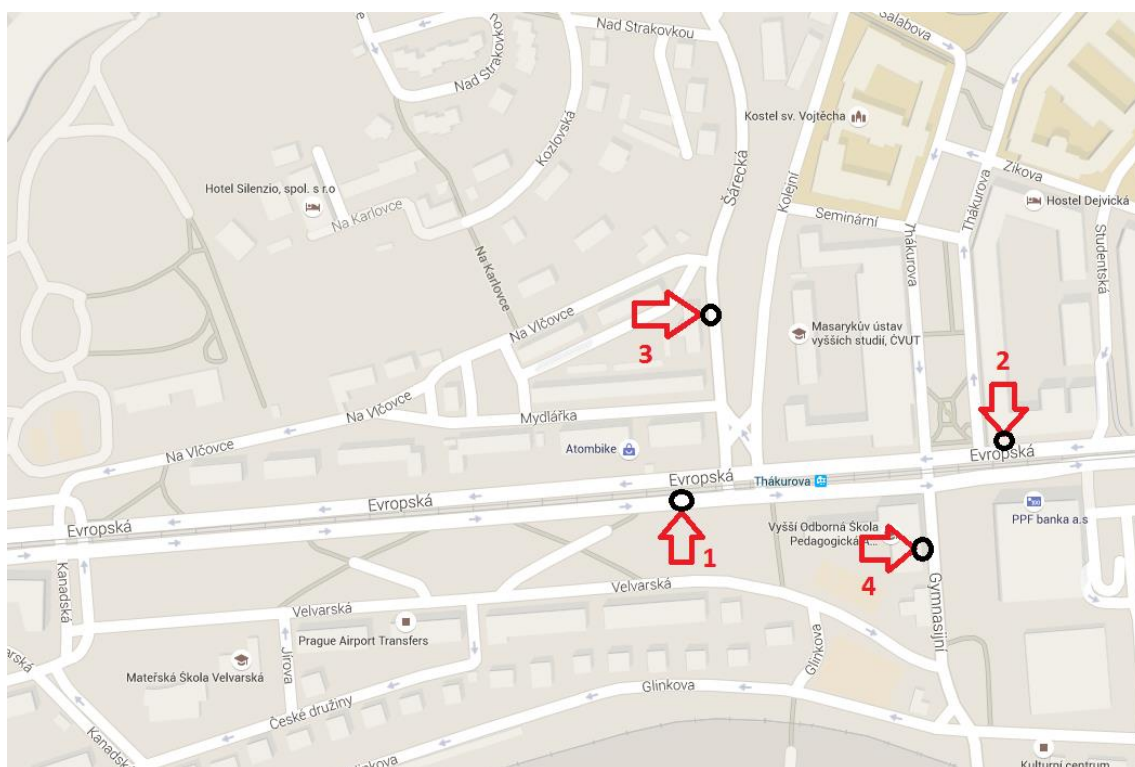 Nad Strakovkou
Salabova
Nad Strakovkou
Kozlovská
Kostel sv. Vojtěcha
Šárecká
Kolejní
Zikova
Thákurova
Hotel Silenzio, spol. s r.o
Na Karlovce
Hostel Dejvická
Seminární
Thákurova
Studentská
Na Karlovce
Na Vlčovce
3
Masarykův ústav
vyšších studií, ČVUT
2
Mydlářka
Na Vlčovce
Na Vlčovce
Atombike
Evropská
Evropská
Thákurova
Evropská
Evropská
PPF banka a.s
Vyšší Odborná Škola
Pedagogická A...
1
4
Kanadská
Gymnasijní
Velvarská
Velvarská
Prague Airport Transfers
Glinkova
Jírova
Mateřská Škola Velvarská
Glinkova
České družiny
Kanadská
Kulturní centrum